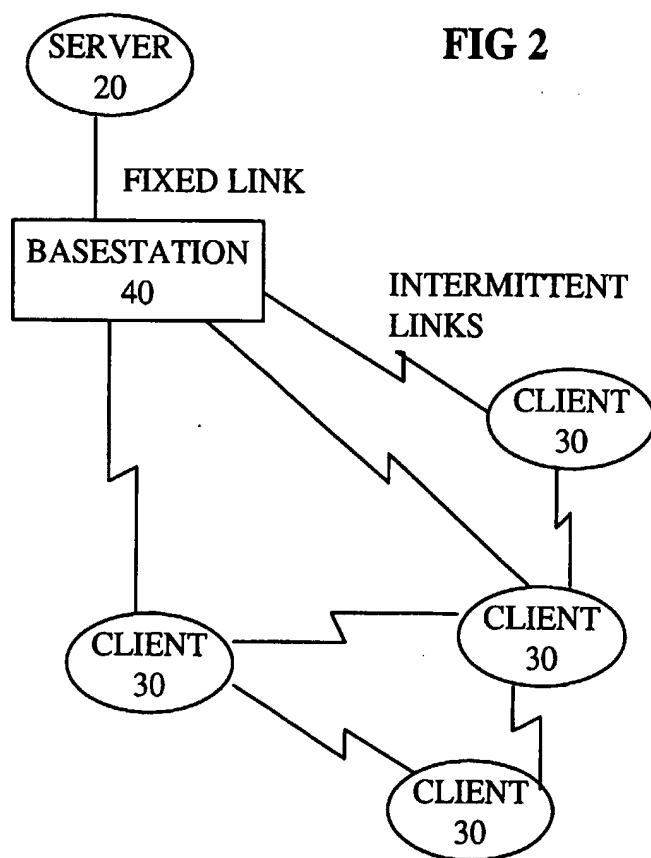 FIG 2
SERVER
20
FIXED LINK
BASESTATION
40
INTERMITTENT
LINKS
CLIENT
30
CLIENT
30
CLIENT
30
CLIENT
30